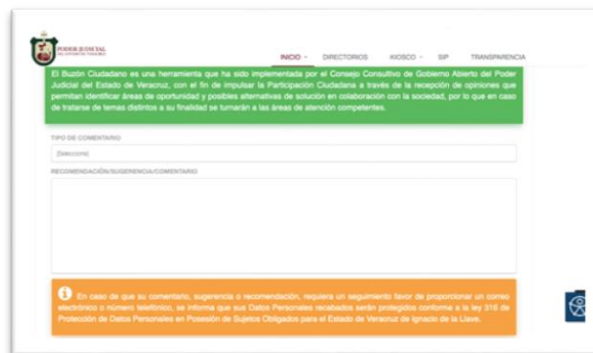 PODER JUDICIAL
DEL ESTADO DE VERACRUZ
INICIO
DIRECTORIOS
KIOSCO
SIP
TRANSPARENCIA
El Buzón Ciudadano es una herramienta que ha sido implementada por el Consejo Consultivo de Gobierno Abierto del Poder
Judicial del Estado de Veracruz, con el fin de impulsar la Participación Ciudadana a través de la recepción de opiniones que
permitan identificar áreas de oportunidad y posibles alternativas de solución en colaboración con la sociedad, por lo que en caso
de tratarse de temas distintos a su finalidad se turnarán a las áreas de atención competentes.
TIPO DE COMENTARIO
[Seleccione]
RECOMENDACIÓN/SUGERENCIA/COMENTARIO
En caso de que su comentario, sugerencia o recomendación, requiera un seguimiento favor de proporcionar un correo
electrónico o número telefónico, se informa que sus Datos Personales recabados serán protegidos conforme a la ley 316 de
Protección de Datos Personales en Posesión de Sujetos Obligados para el Estado de Veracruz de Ignacio de la Llave.